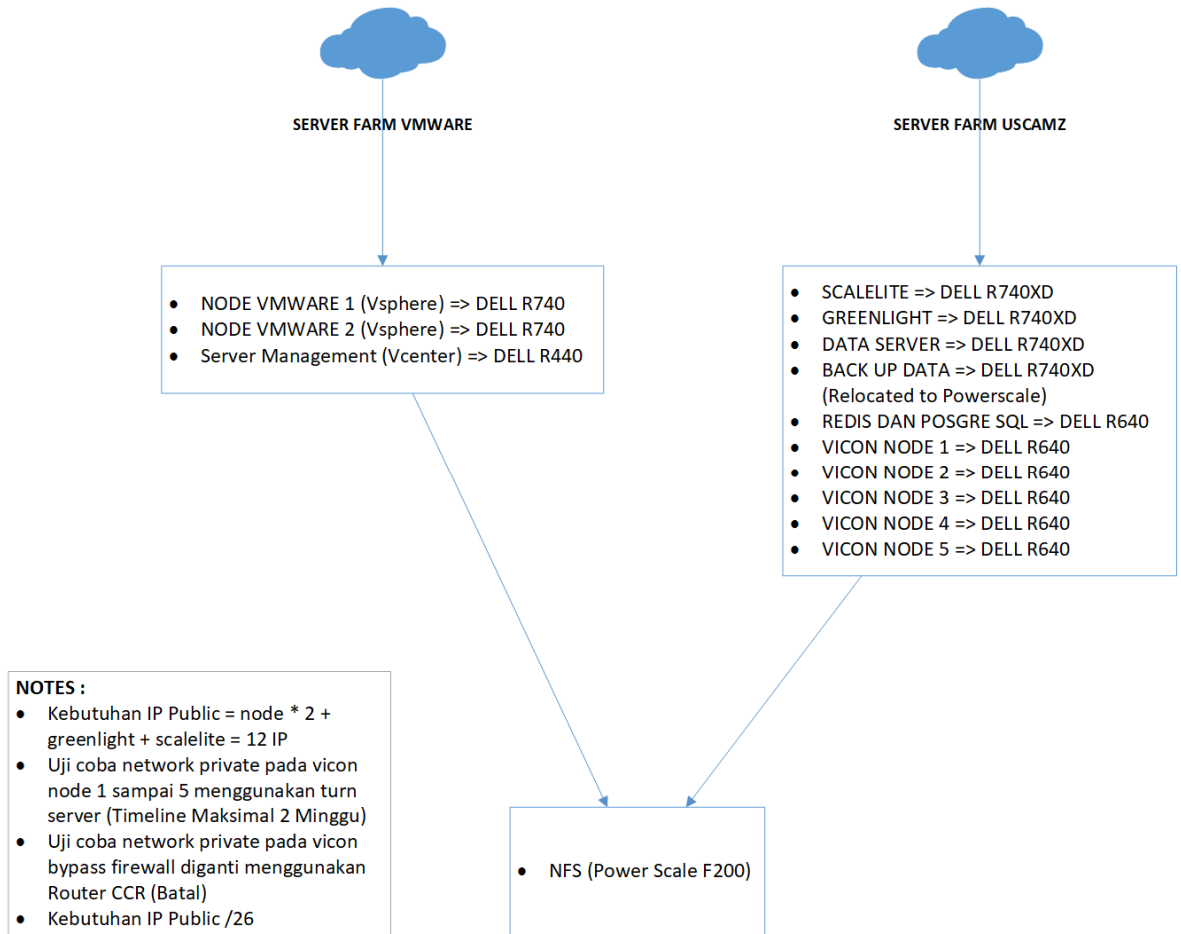 SERVER FARM VMWARE
SERVER FARM USCAMZ
● NODE VMWARE 1 (Vsphere) => DELL R740
● NODE VMWARE 2 (Vsphere) => DELL R740
● Server Management (Vcenter) => DELL R440
● SCALELITE => DELL R740XD
● GREENLIGHT => DELL R740XD
● DATA SERVER => DELL R740XD
● BACK UP DATA => DELL R740XD
(Relocated to Powerscale)
● REDIS DAN POSGRE SQL => DELL R640
● VICON NODE 1 => DELL R640
● VICON NODE 2 => DELL R640
● VICON NODE 3 => DELL R640
● VICON NODE 4 => DELL R640
● VICON NODE 5 => DELL R640
NOTES :
● Kebutuhan IP Public = node * 2 +
greenlight + scalelite = 12 IP
● Uji coba network private pada vicon
node 1 sampai 5 menggunakan turn
server (Timeline Maksimal 2 Minggu)
● Uji coba network private pada vicon
bypass firewall diganti menggunakan
Router CCR (Batal)
● Kebutuhan IP Public /26
● NFS (Power Scale F200)